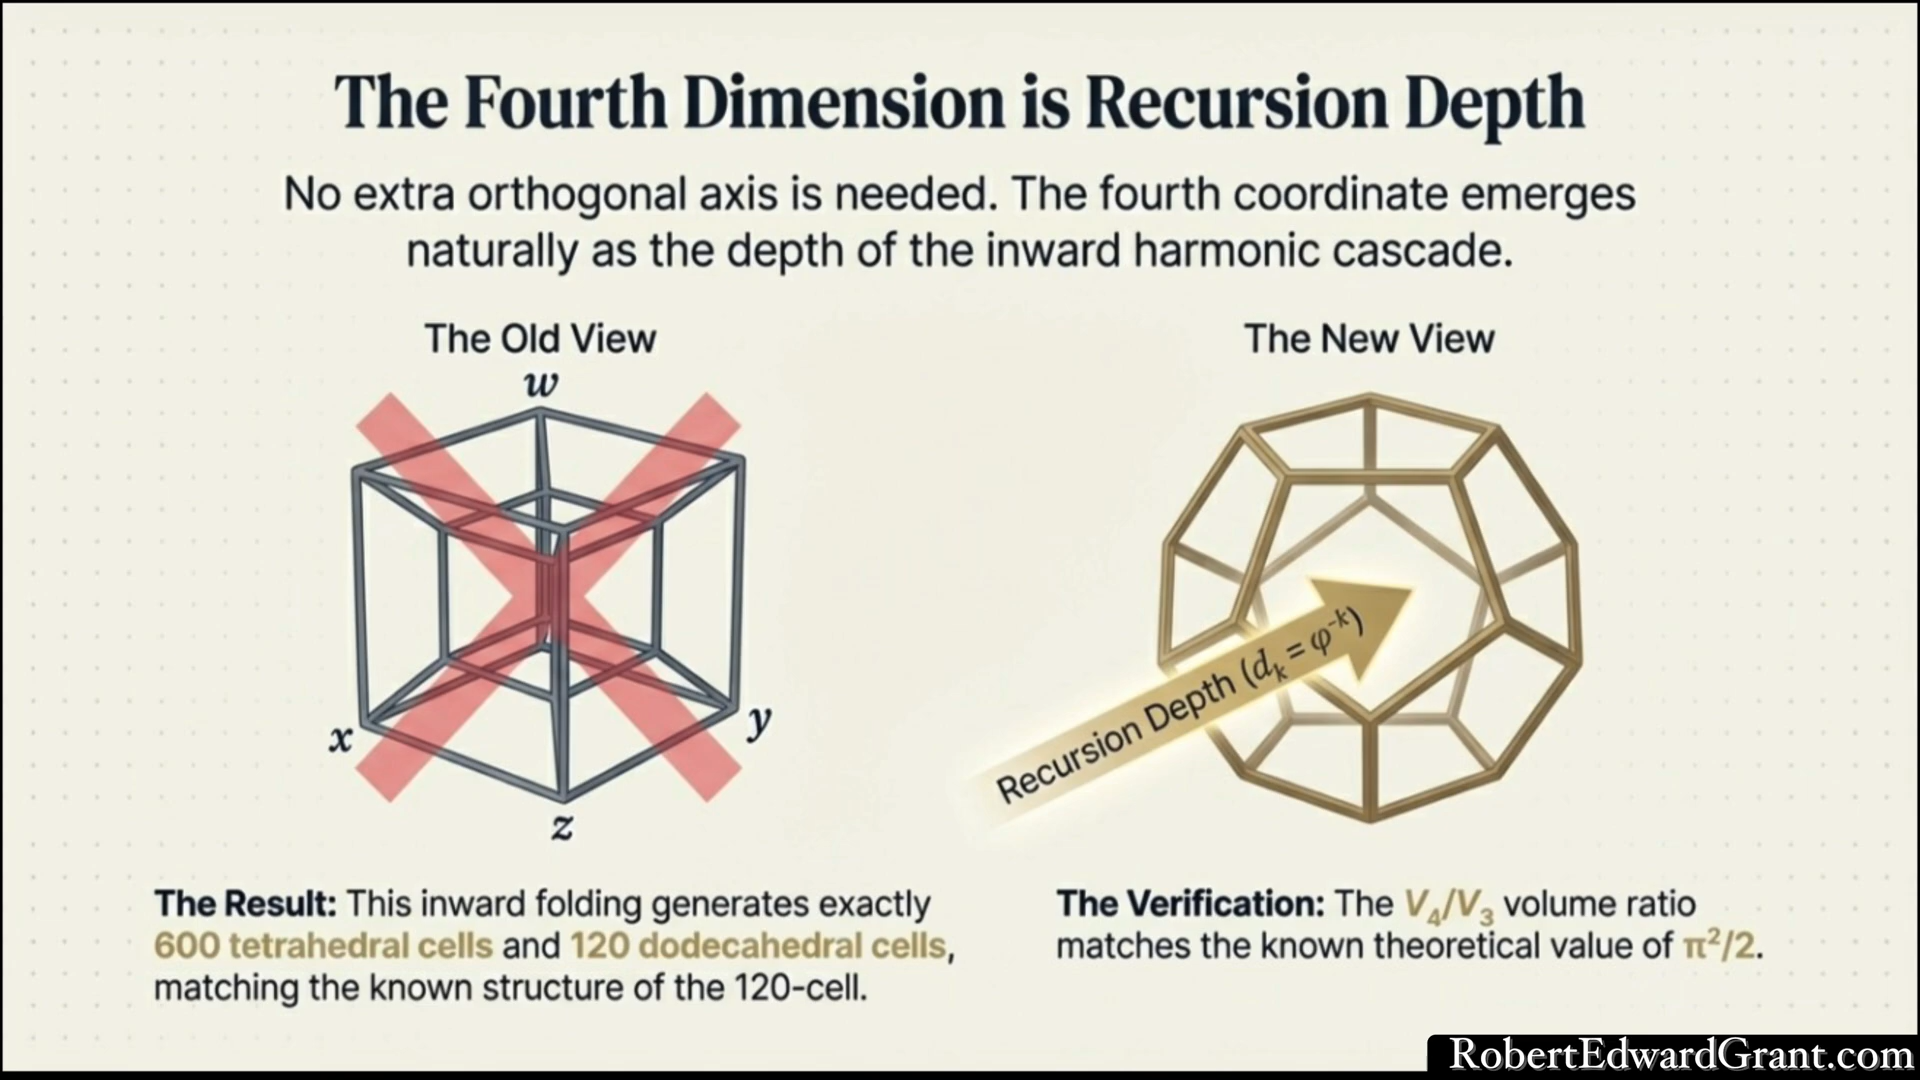 The Fourth Dimension is Recursion Depth
No extra orthogonal axis is needed. The fourth coordinate emerges
naturally as the depth of the inward harmonic cascade.
The Old View
w
x
y
z
The New View
Recursion Depth (dₖ = φ⁻ᵏ)
The Result: This inward folding generates exactly
600 tetrahedral cells and 120 dodecahedral cells,
matching the known structure of the 120-cell.
The Verification: The V₄/V₃ volume ratio
matches the known theoretical value of π²/2.
RobertEdwardGrant.com